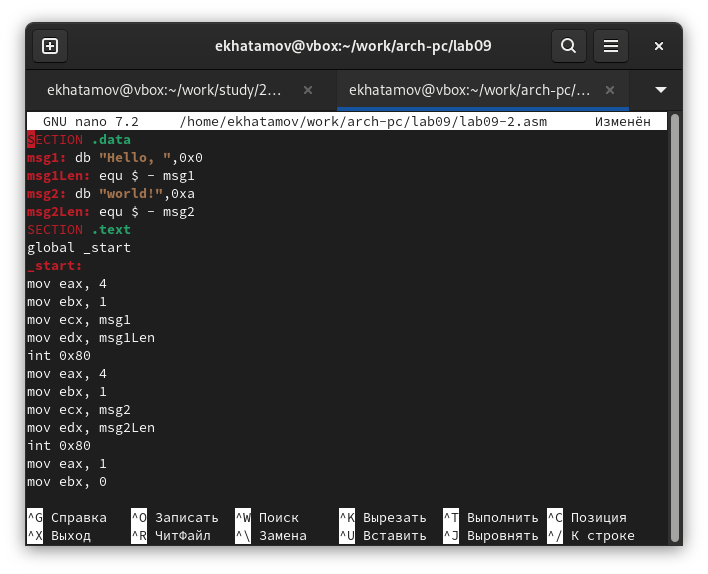 ekhatamov@vbox:~/work/arch-pc/lab09
ekhatamov@vbox:~/work/study/2... × ekhatamov@vbox:~/work/arch-pc/... ×
GNU nano 7.2 /home/ekhatamov/work/arch-pc/lab09/lab09-2.asm Изменён
SECTION .data
msg1: db "Hello, ",0x0
msg1Len: equ $ - msg1
msg2: db "world!",0xa
msg2Len: equ $ - msg2
SECTION .text
global _start
_start:
mov eax, 4
mov ebx, 1
mov ecx, msg1
mov edx, msg1Len
int 0x80
mov eax, 4
mov ebx, 1
mov ecx, msg2
mov edx, msg2Len
int 0x80
mov eax, 1
mov ebx, 0
^G Справка ^O Записать ^W Поиск ^K Вырезать ^T Выполнить ^C Позиция
^X Выход ^R ЧитФайл ^\ Замена ^U Вставить ^J Выровнять ^/ К строке